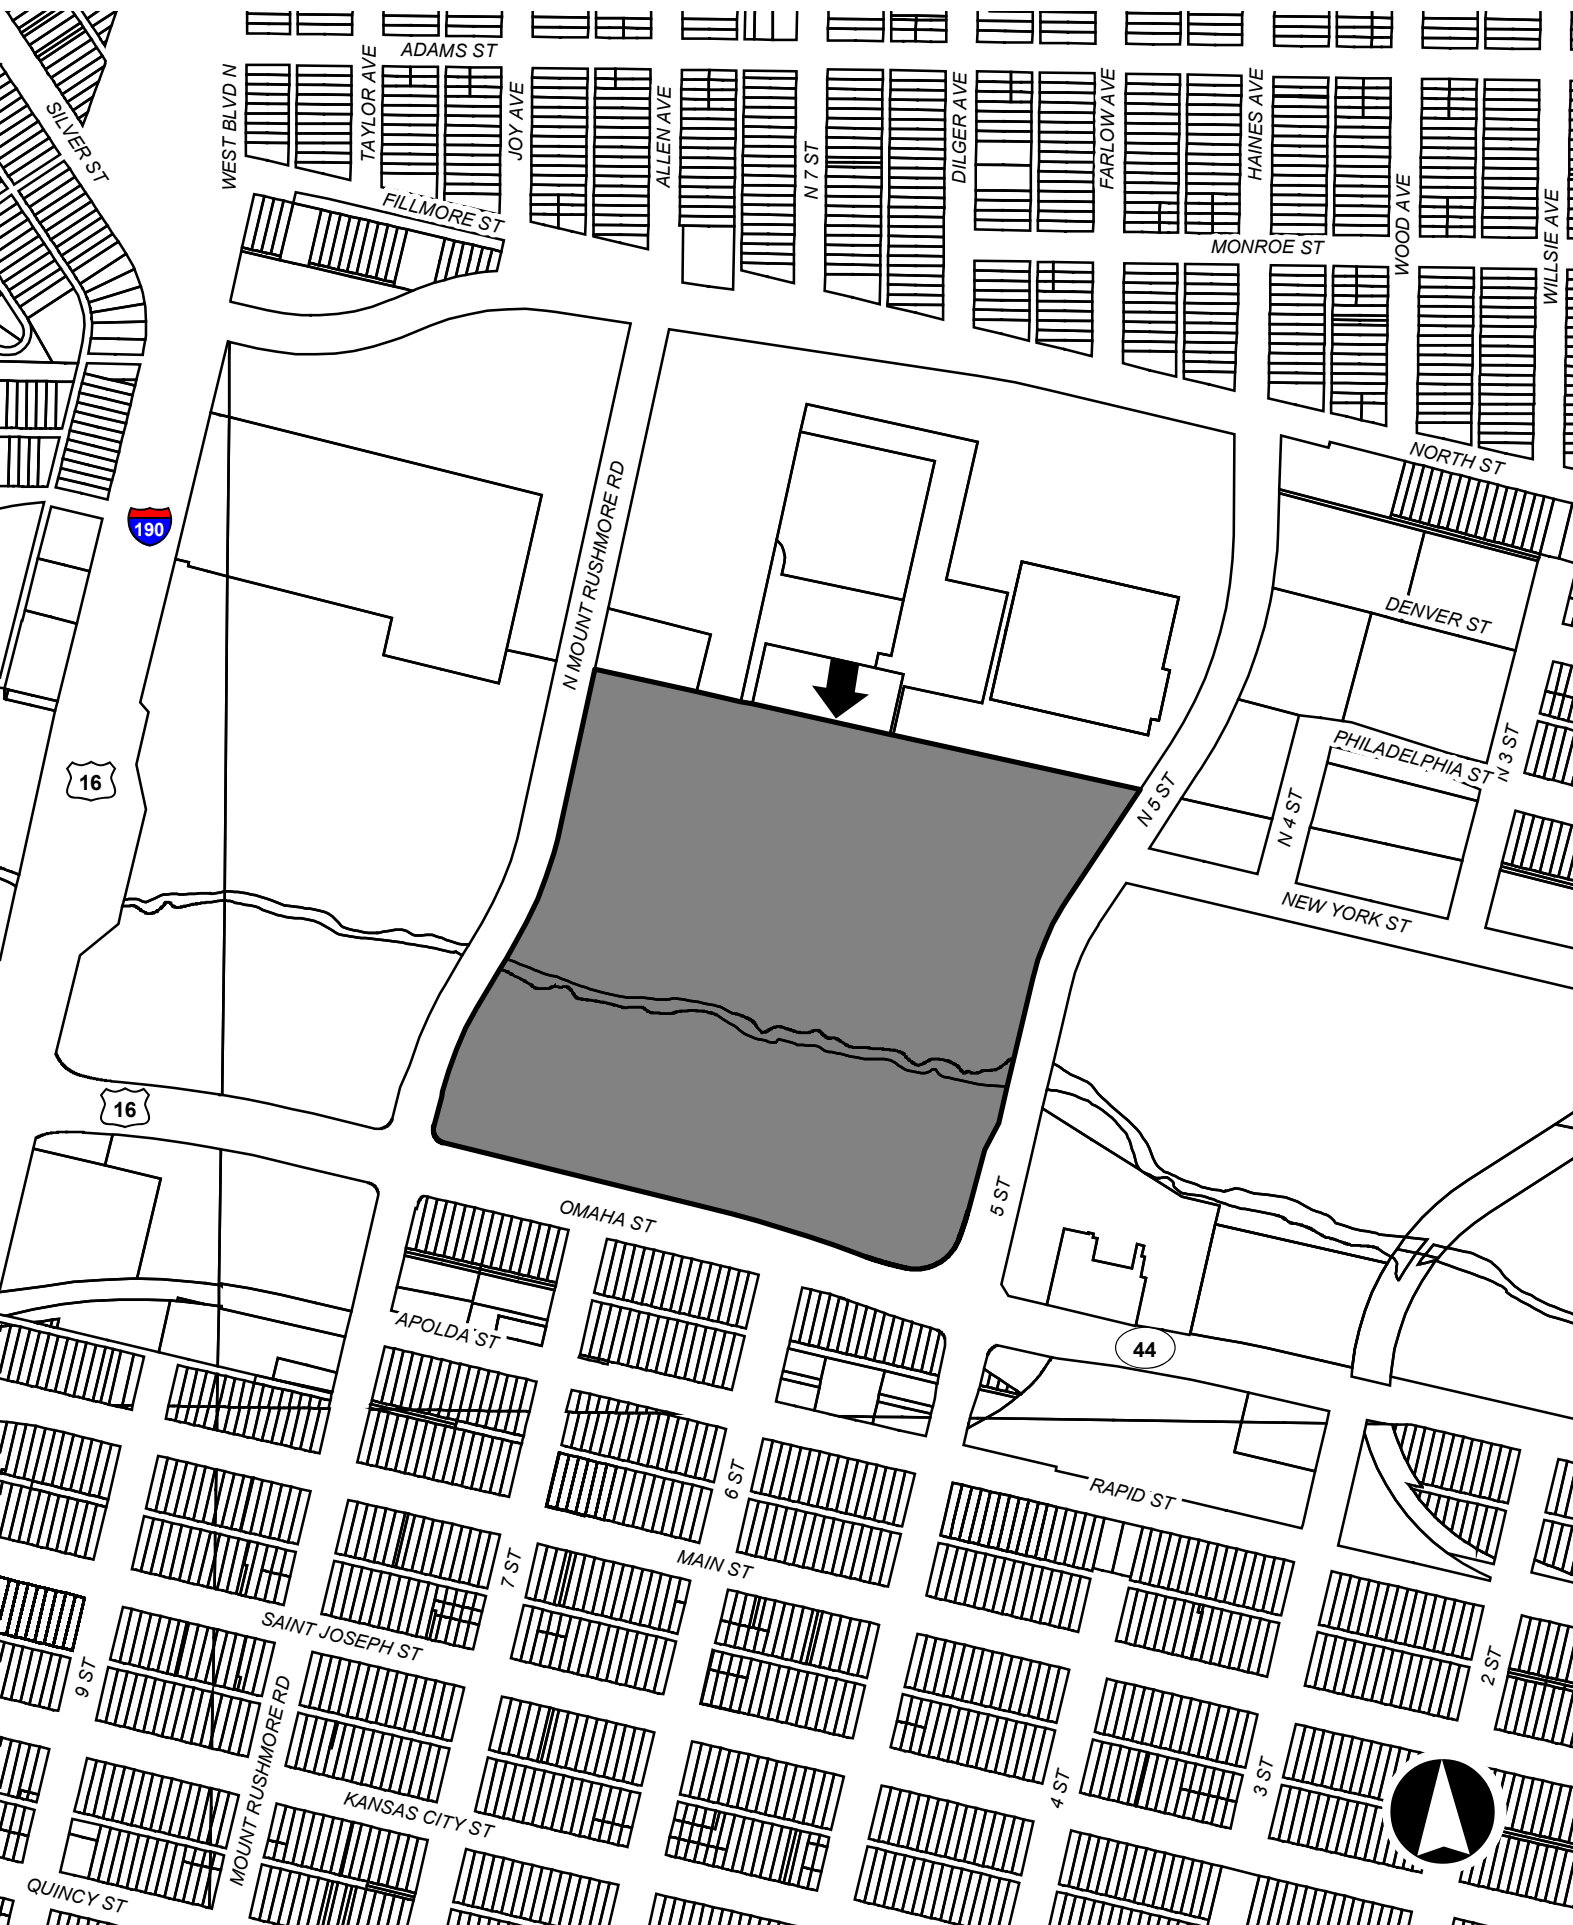 ADAMS ST
WEST BLVD N
TAYLOR AVE
JOY AVE
ALLEN AVE
N 7 ST
DILGER AVE
FARLOW AVE
HAINES AVE
WOOD AVE
WILLSIE AVE
SILVER ST
FILLMORE ST
MONROE ST
NORTH ST
190
N MOUNT RUSHMORE RD
DENVER ST
PHILADELPHIA ST
N 3 ST
16
N 5 ST
N 4 ST
NEW YORK ST
16
OMAHA ST
5 ST
APOLDA ST
44
6 ST
RAPID ST
7 ST
MAIN ST
SAINT JOSEPH ST
9 ST
2 ST
MOUNT RUSHMORE RD
4 ST
3 ST
KANSAS CITY ST
QUINCY ST